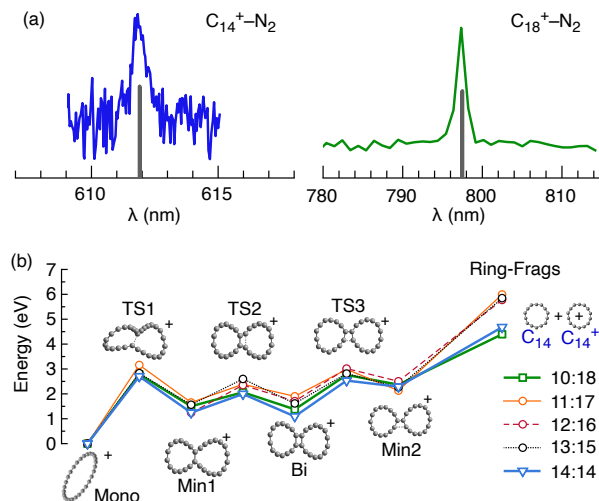 (a)
C₁₄⁺–N₂
C₁₈⁺–N₂
610 615
λ (nm)
780 790 800 810
λ (nm)
(b)
Ring-Frags
Energy (eV)
7
6
5
4
3
2
1
0
TS1 TS2 TS3
+ + +
+ + +
C₁₄ C₁₄⁺
10:18
11:17
12:16
13:15
14:14
+ + + +
Mono Min1 Bi Min2